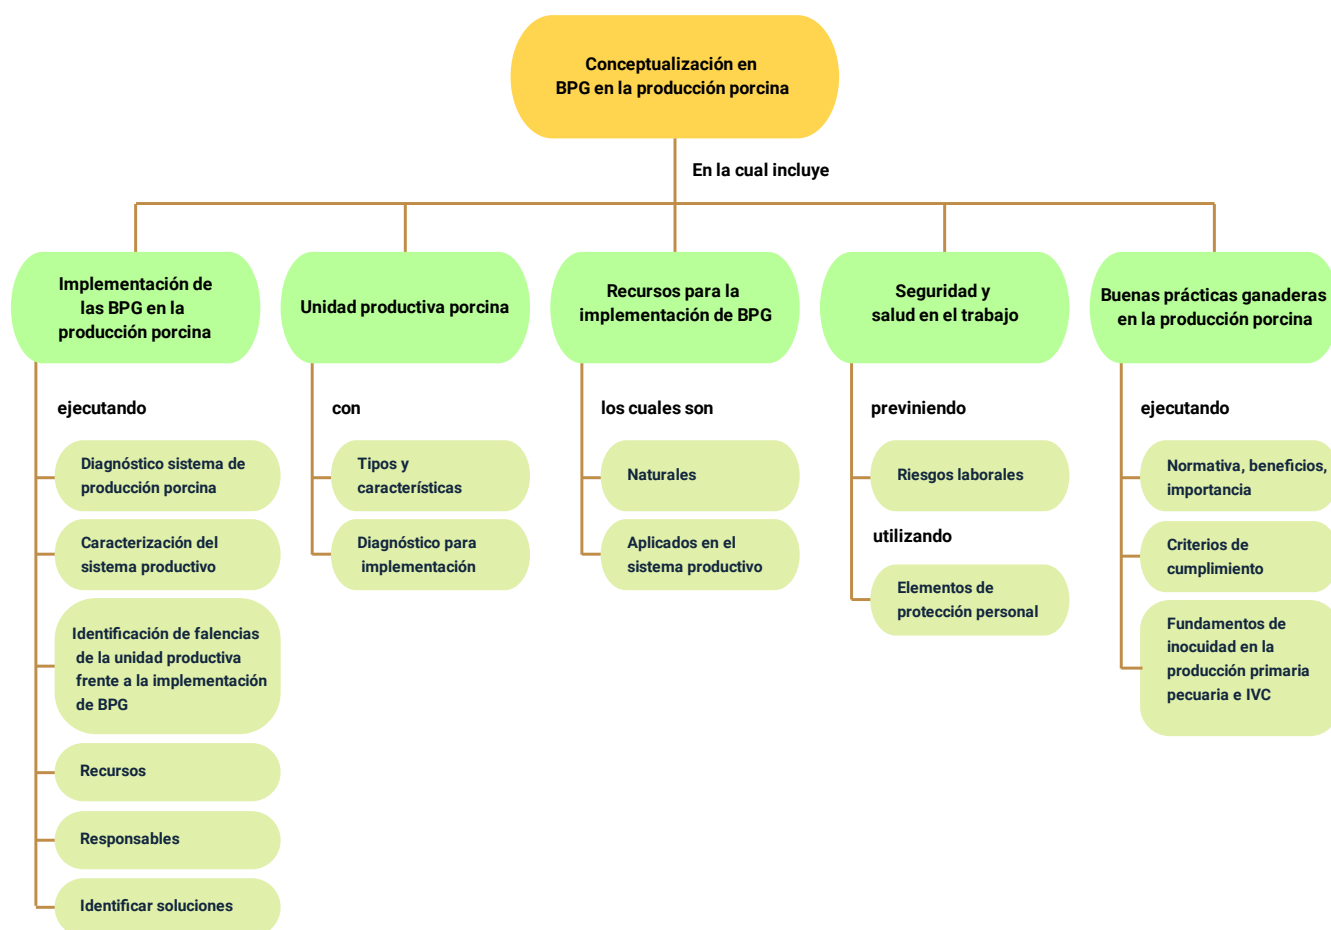 Conceptualización en
BPG en la producción porcina
En la cual incluye
Implementación de
las BPG en la
producción porcina
ejecutando
Diagnóstico sistema de
producción porcina
Caracterización del
sistema productivo
Identificación de falencias
de la unidad productiva
frente a la implementación
de BPG
Recursos
Responsables
Identificar soluciones
Unidad productiva porcina
con
Tipos y
características
Diagnóstico para
implementación
Recursos para la
implementación de BPG
los cuales son
Naturales
Aplicados en el
sistema productivo
Seguridad y
salud en el trabajo
previniendo
Riesgos laborales
utilizando
Elementos de
protección personal
Buenas prácticas ganaderas
en la producción porcina
ejecutando
Normativa, beneficios,
importancia
Criterios de
cumplimiento
Fundamentos de
inocuidad en la
producción primaria
pecuaria e IVC